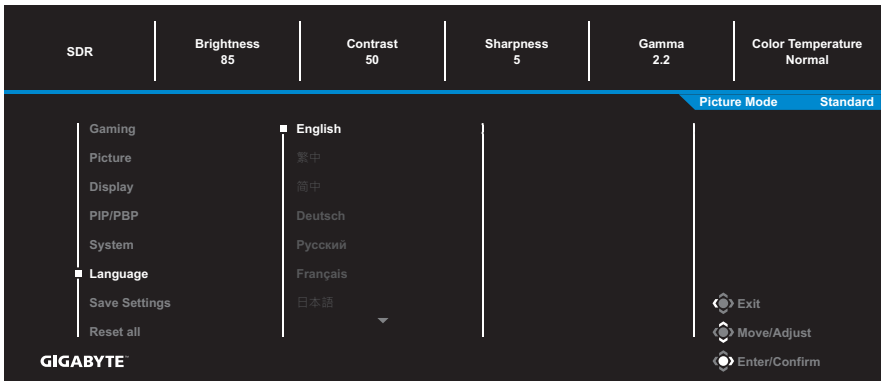 SDR
Brightness
85
Contrast
50
Sharpness
5
Gamma
2.2
Color Temperature
Normal
Picture Mode Standard
Gaming
Picture
Display
PIP/PBP
System
Language
Save Settings
Reset all
English
繁中
简中
Deutsch
Русский
Français
日本語
Exit
Move/Adjust
Enter/Confirm
GIGABYTE™